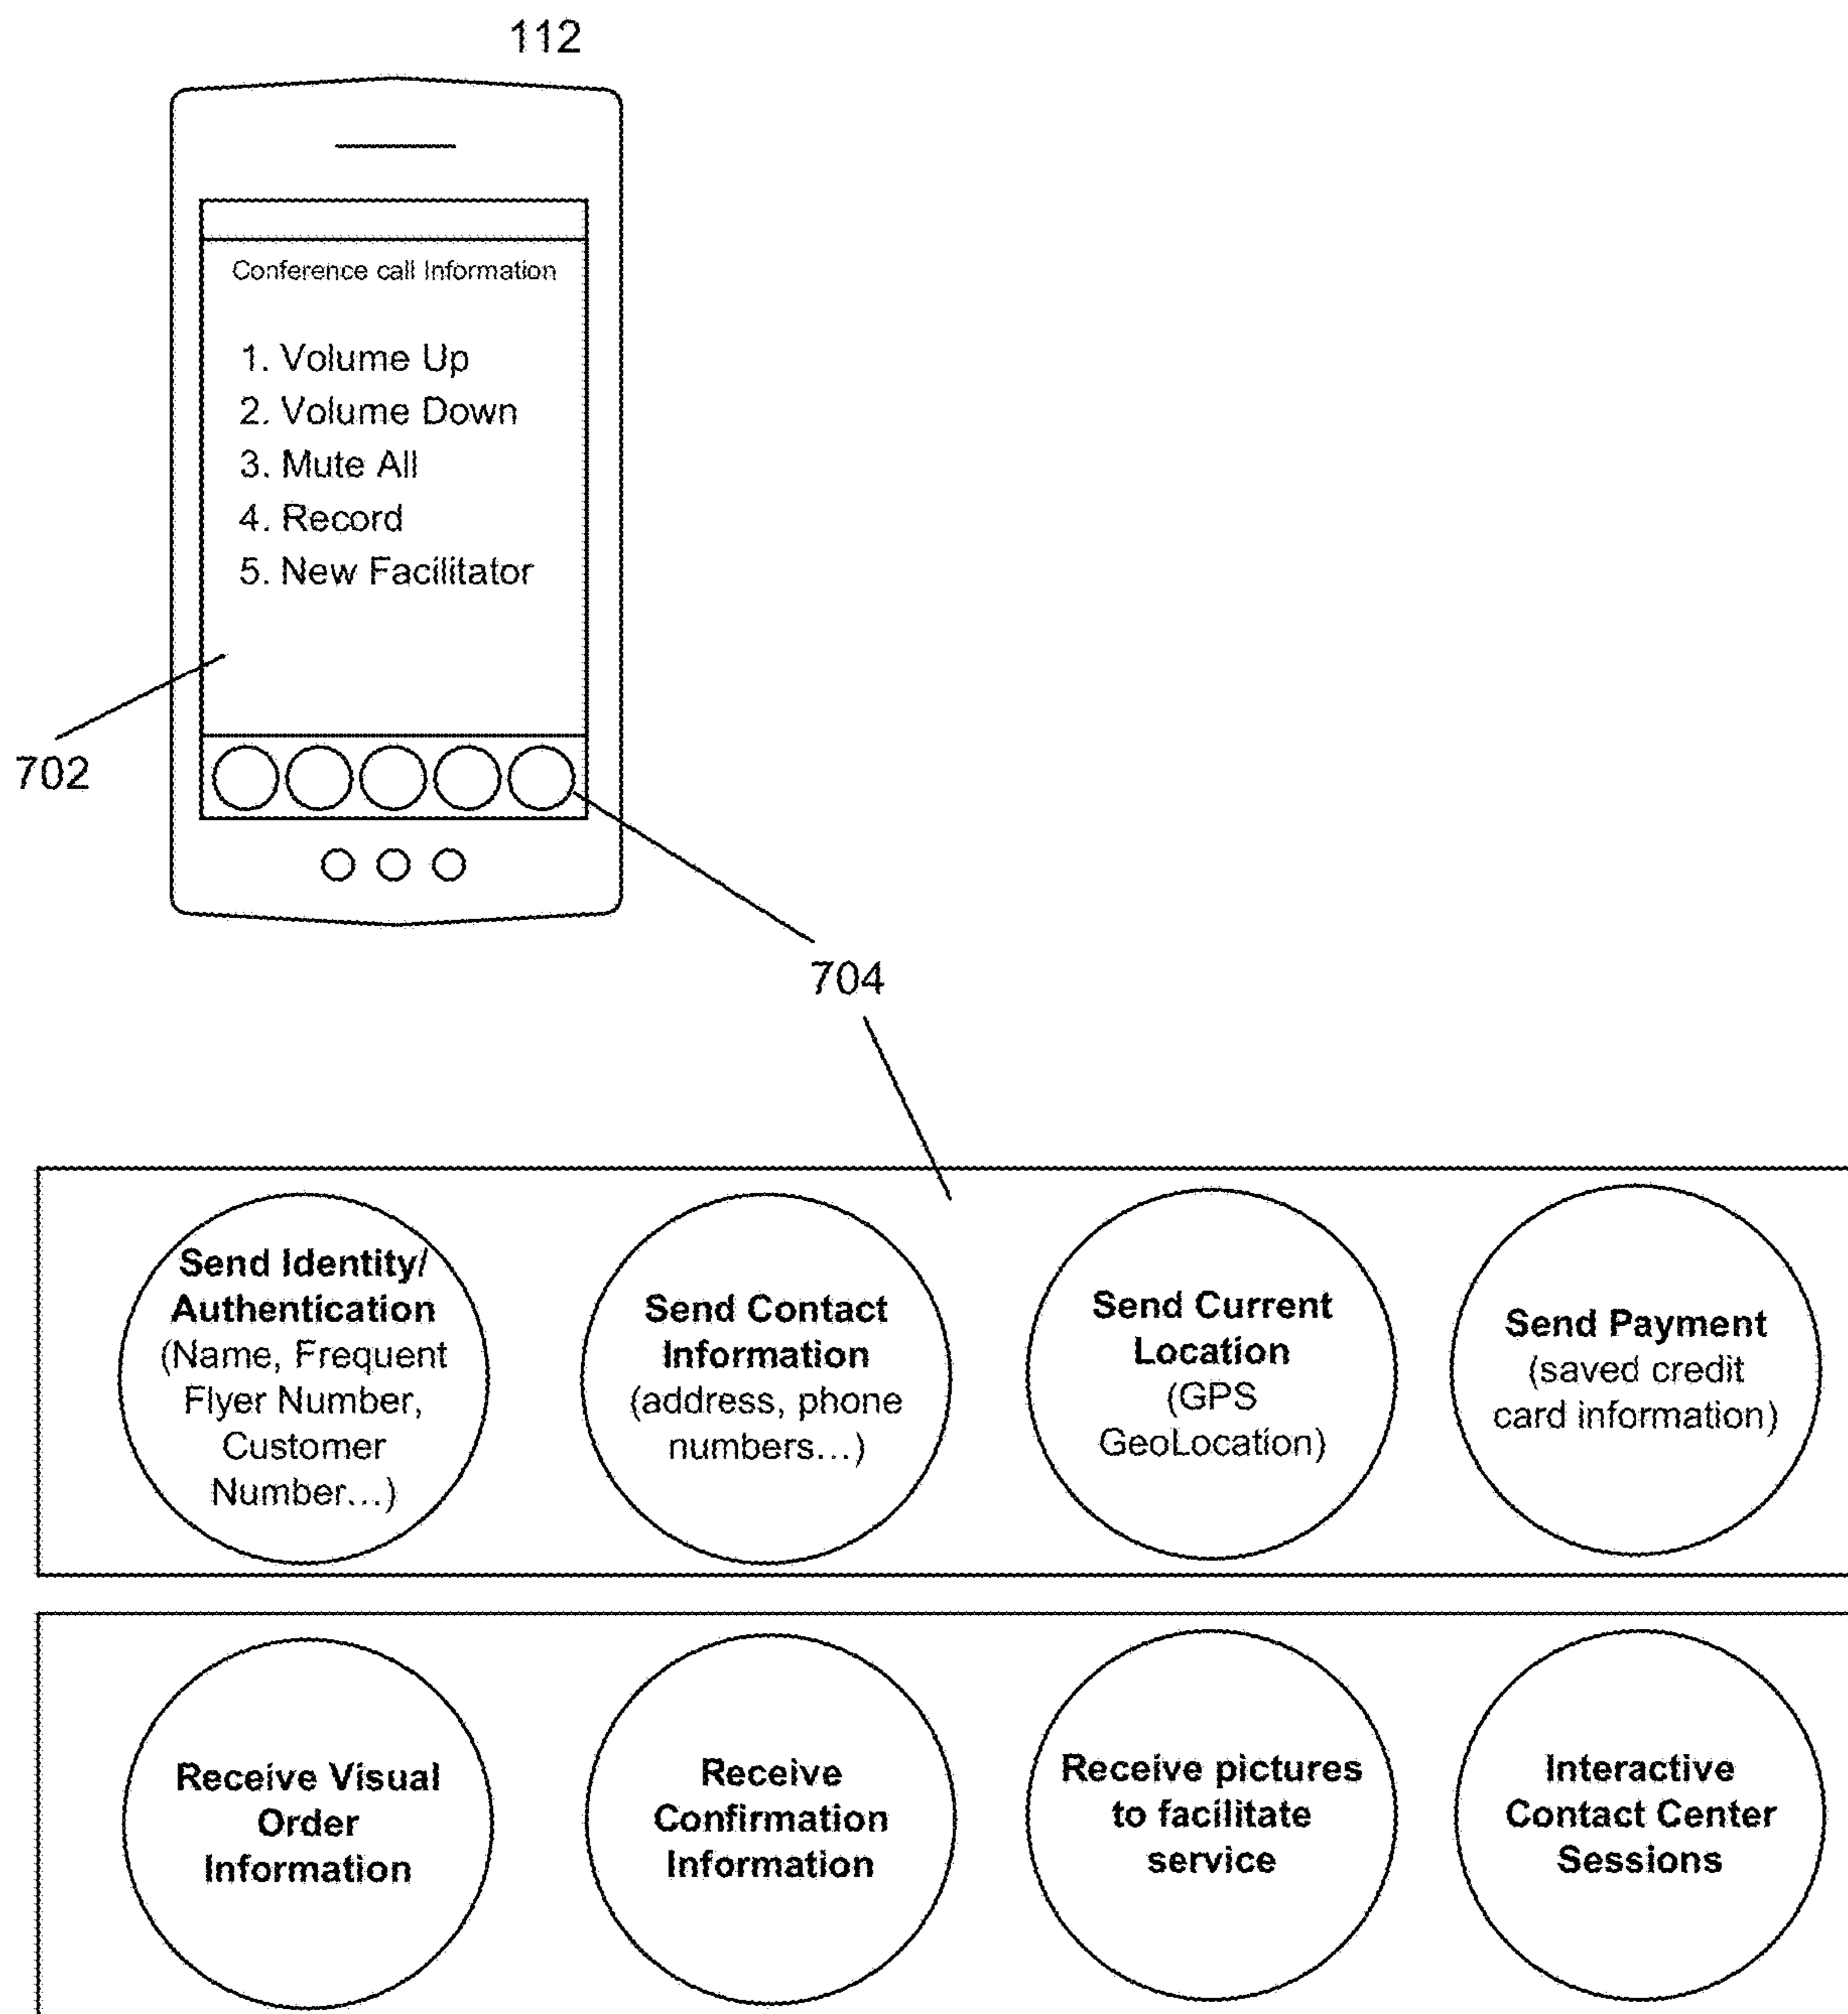 112
Conference call Information
1. Volume Up
2. Volume Down
3. Mute All
4. Record
5. New Facilitator
702
704
Send Identity/
Authentication
(Name, Frequent
Flyer Number,
Customer
Number...)
Send Contact
Information
(address, phone
numbers...)
Send Current
Location
(GPS
GeoLocation)
Send Payment
(saved credit
card information)
Receive Visual
Order
Information
Receive
Confirmation
Information
Receive pictures
to facilitate
service
Interactive
Contact Center
Sessions